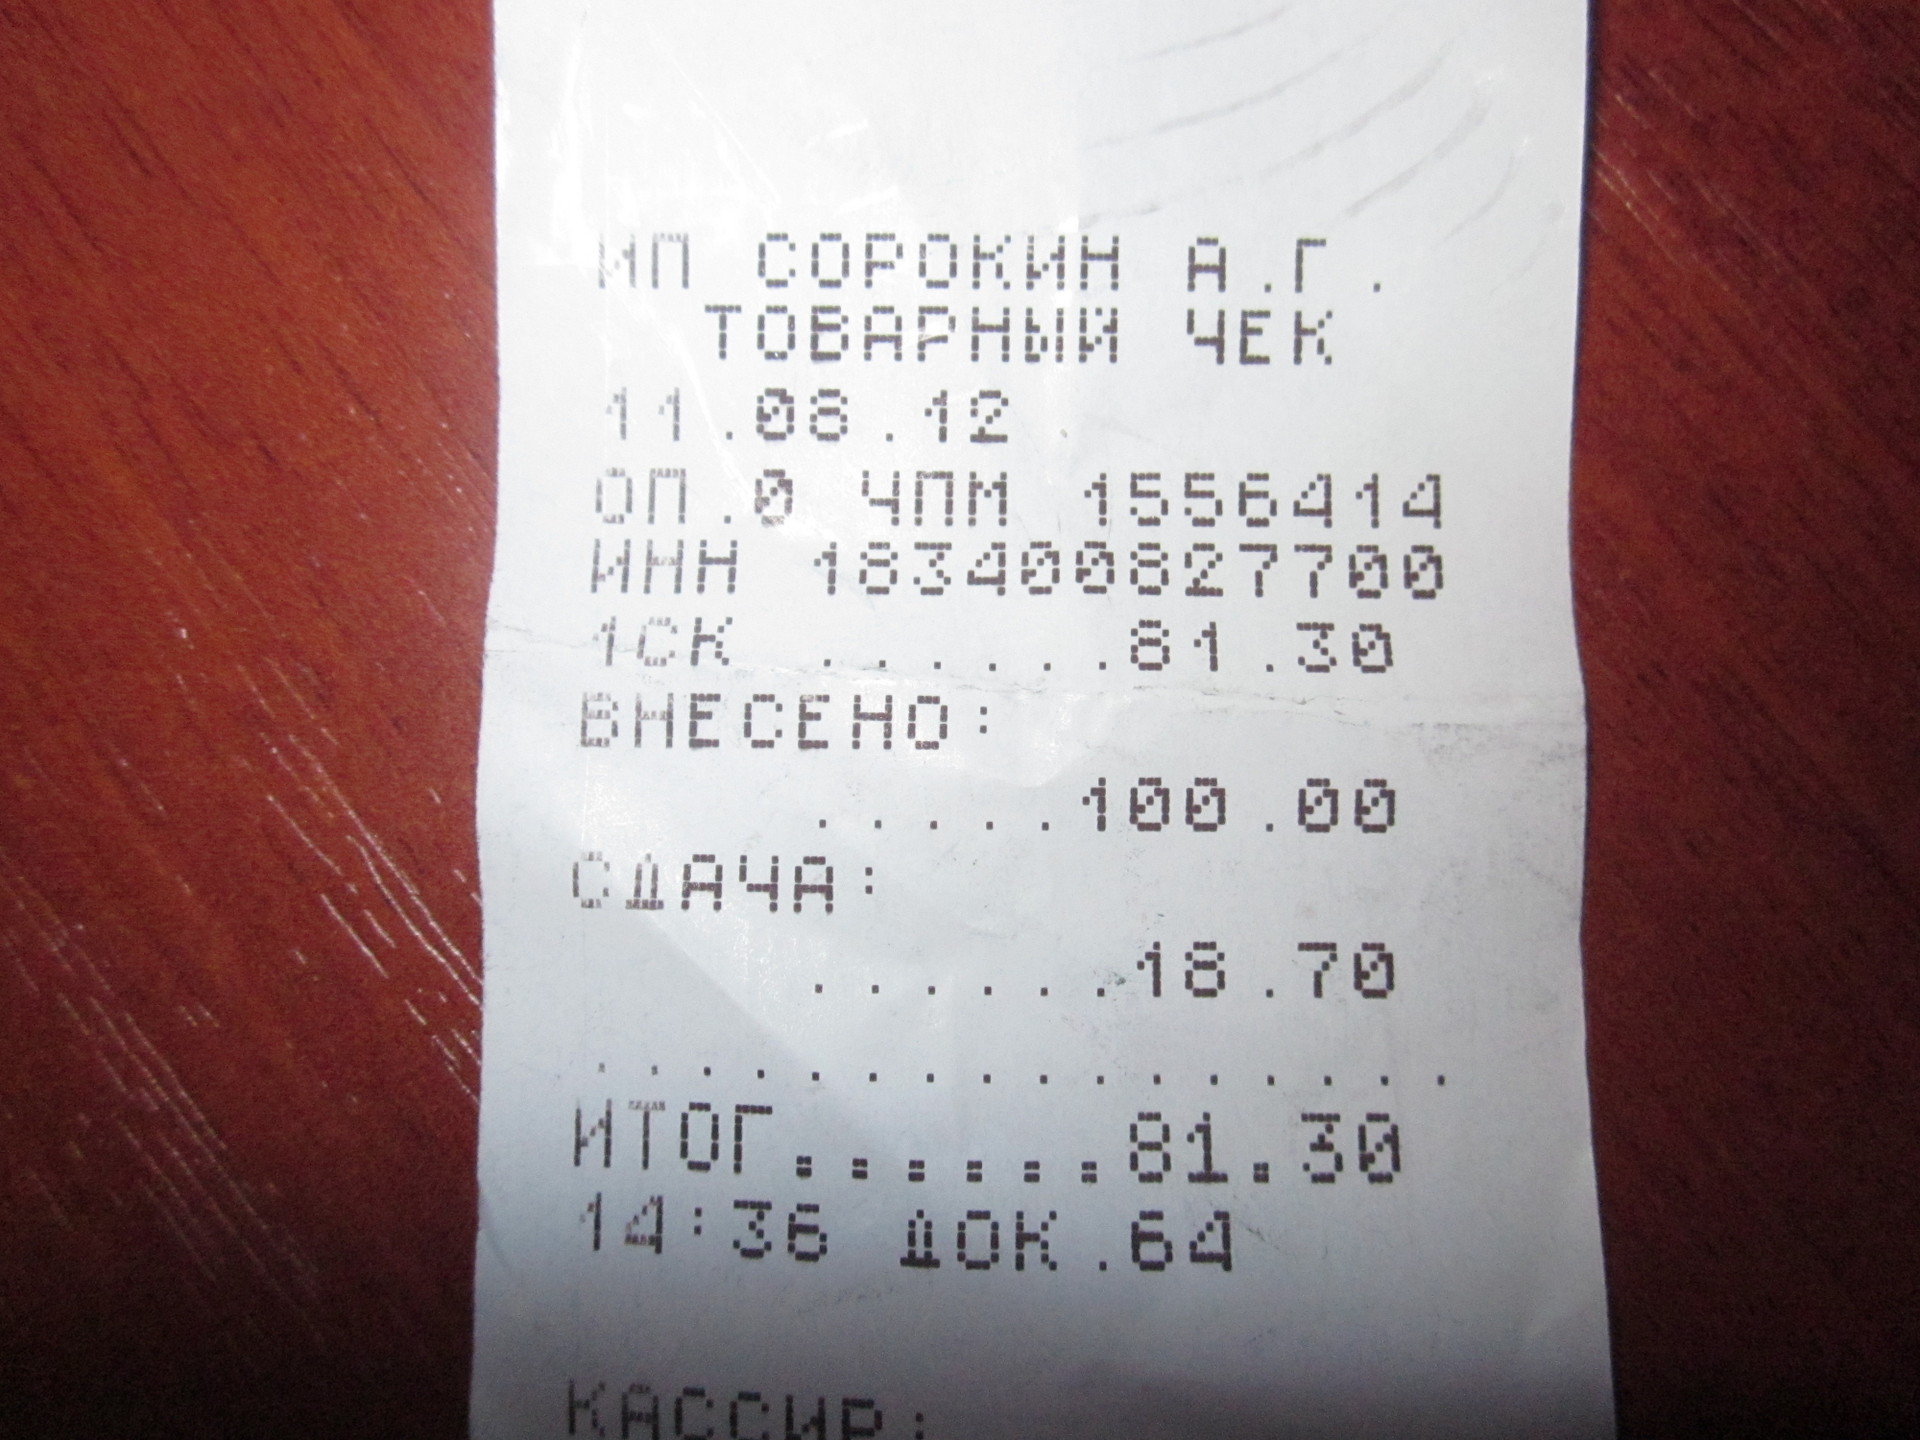 ИП СОРОКИН А.Г.
ТОВАРНЫЙ ЧЕК
11.08.12
ОП.0 ЧПМ 1556414
ИНН 183400827700
1СК ......81.30
ВНЕСЕНО:
.....100.00
СДАЧА:
......18.70
................
ИТОГ......81.30
14:36 ДОК.64
КАССИР: